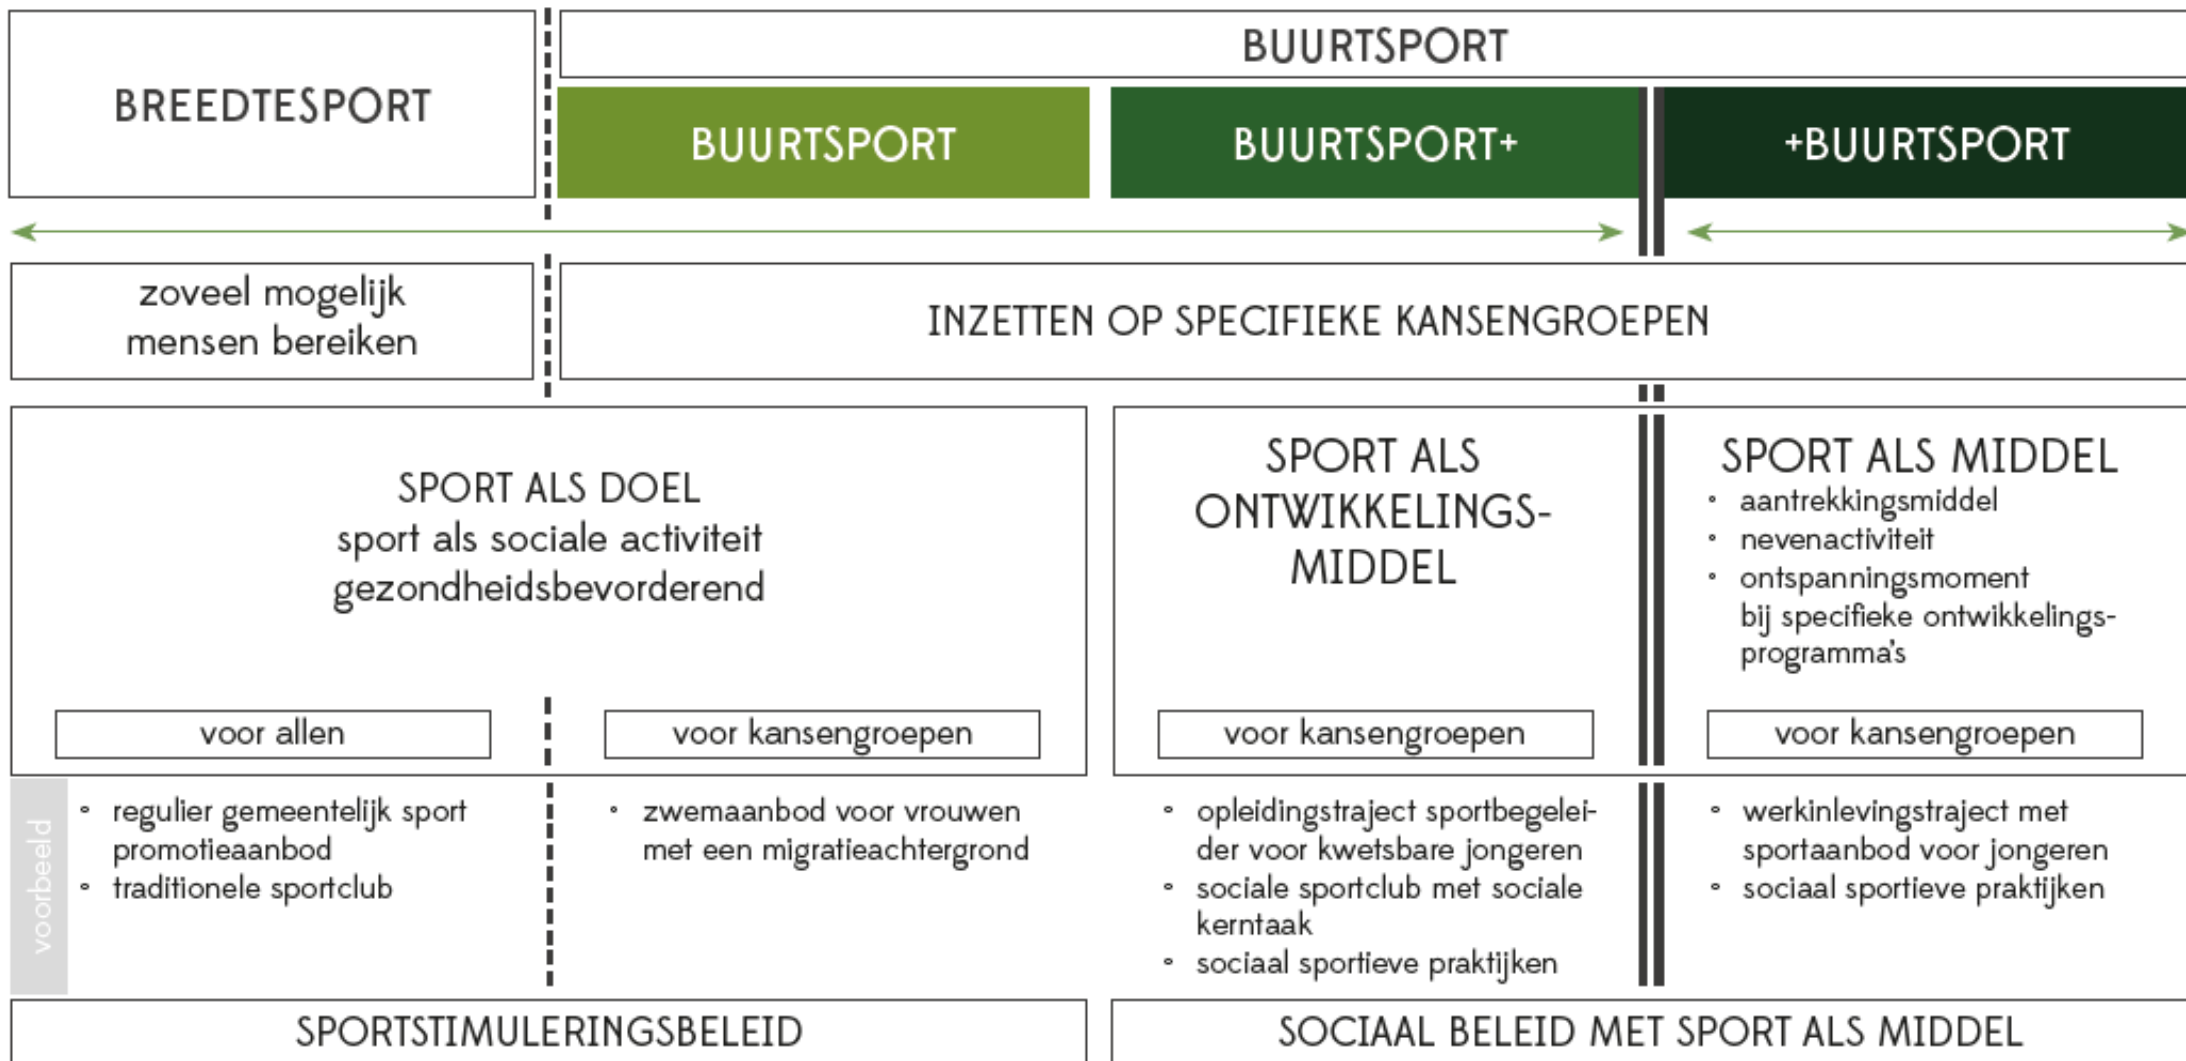 BREEDTESPORT
BUURTSPORT
BUURTSPORT
BUURTSPORT+
+BUURTSPORT
zoveel mogelijk
mensen bereiken
INZETTEN OP SPECIFIEKE KANSENGROEPEN
SPORT ALS DOEL
sport als sociale activiteit
gezondheidsbevorderend
voor allen
voor kansengroepen
SPORT ALS
ONTWIKKELINGS-
MIDDEL
voor kansengroepen
SPORT ALS MIDDEL
° aantrekkingsmiddel
° nevenactiviteit
° ontspanningsmoment
bij specifieke ontwikkelings-
programma's
voor kansengroepen
voorbeeld
° regulier gemeentelijk sport
promotieaanbod
° traditionele sportclub
° zwemaanbod voor vrouwen
met een migratieachtergrond
° opleidingstraject sportbegelei-
der voor kwetsbare jongeren
° sociale sportclub met sociale
kerntaak
° sociaal sportieve praktijken
° werkinlevingstraject met
sportaanbod voor jongeren
° sociaal sportieve praktijken
SPORTSTIMULERINGSBELEID
SOCIAAL BELEID MET SPORT ALS MIDDEL